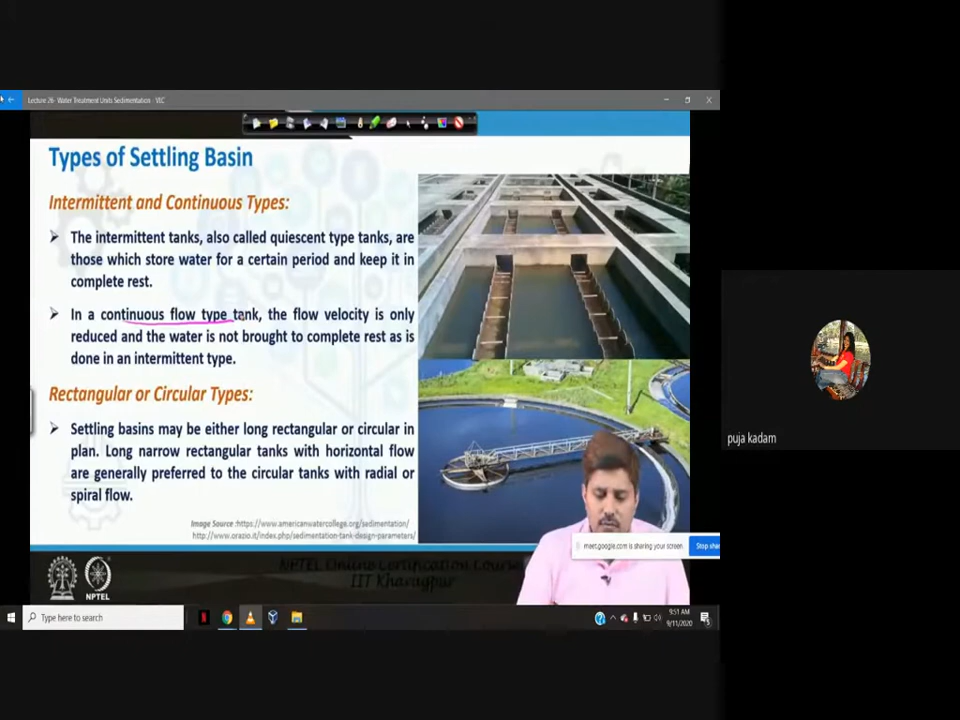 Lecture 26- Water Treatment Units Sedimentation - VLC
Types of Settling Basin
Intermittent and Continuous Types:
The intermittent tanks, also called quiescent type tanks, are
those which store water for a certain period and keep it in
complete rest.
In a continuous flow type tank, the flow velocity is only
reduced and the water is not brought to complete rest as is
done in an intermittent type.
Rectangular or Circular Types:
Settling basins may be either long rectangular or circular in
plan. Long narrow rectangular tanks with horizontal flow
are generally preferred to the circular tanks with radial or
spiral flow.
Image Source :https://www.americanwatercollege.org/sedimentation/
http://www.orazio.it/index.php/sedimentation-tank-design-parameters/
puja kadam
meet.google.com is sharing your screen
Stop shar
NPTEL Online Certification Course
IIT Kharagpur
NPTEL
Type here to search
9:51 AM
9/11/2020